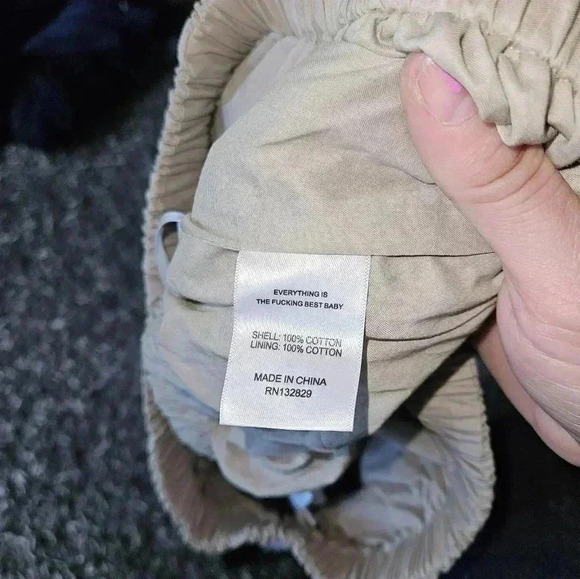 EVERYTHING IS
THE FUCKING BEST BABY
SHELL: 100% COTTON
LINING: 100% COTTON
MADE IN CHINA
RN132829